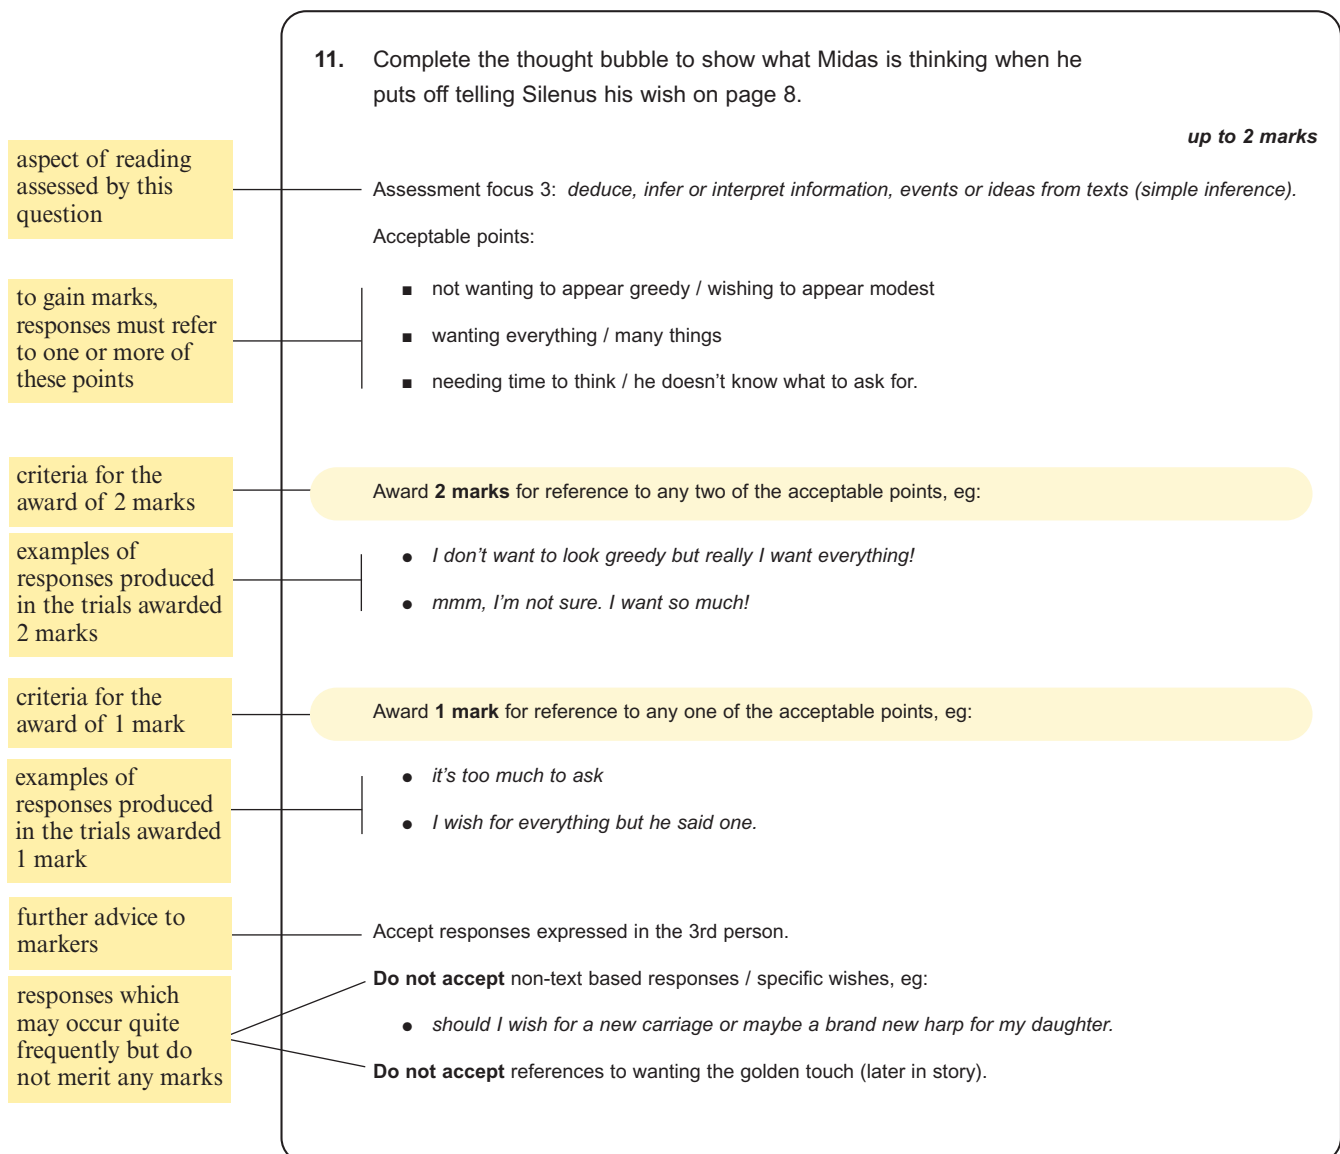 11. Complete the thought bubble to show what Midas is thinking when he
puts off telling Silenus his wish on page 8.
up to 2 marks
aspect of reading
assessed by this
question
Assessment focus 3: deduce, infer or interpret information, events or ideas from texts (simple inference).
Acceptable points:
to gain marks,
responses must refer
to one or more of
these points
■ not wanting to appear greedy / wishing to appear modest
■ wanting everything / many things
■ needing time to think / he doesn't know what to ask for.
criteria for the
award of 2 marks
Award 2 marks for reference to any two of the acceptable points, eg:
examples of
responses produced
in the trials awarded
2 marks
● I don't want to look greedy but really I want everything!
● mmm, I'm not sure. I want so much!
criteria for the
award of 1 mark
Award 1 mark for reference to any one of the acceptable points, eg:
examples of
responses produced
in the trials awarded
1 mark
● it's too much to ask
● I wish for everything but he said one.
further advice to
markers
Accept responses expressed in the 3rd person.
responses which
may occur quite
frequently but do
not merit any marks
Do not accept non-text based responses / specific wishes, eg:
● should I wish for a new carriage or maybe a brand new harp for my daughter.
Do not accept references to wanting the golden touch (later in story).